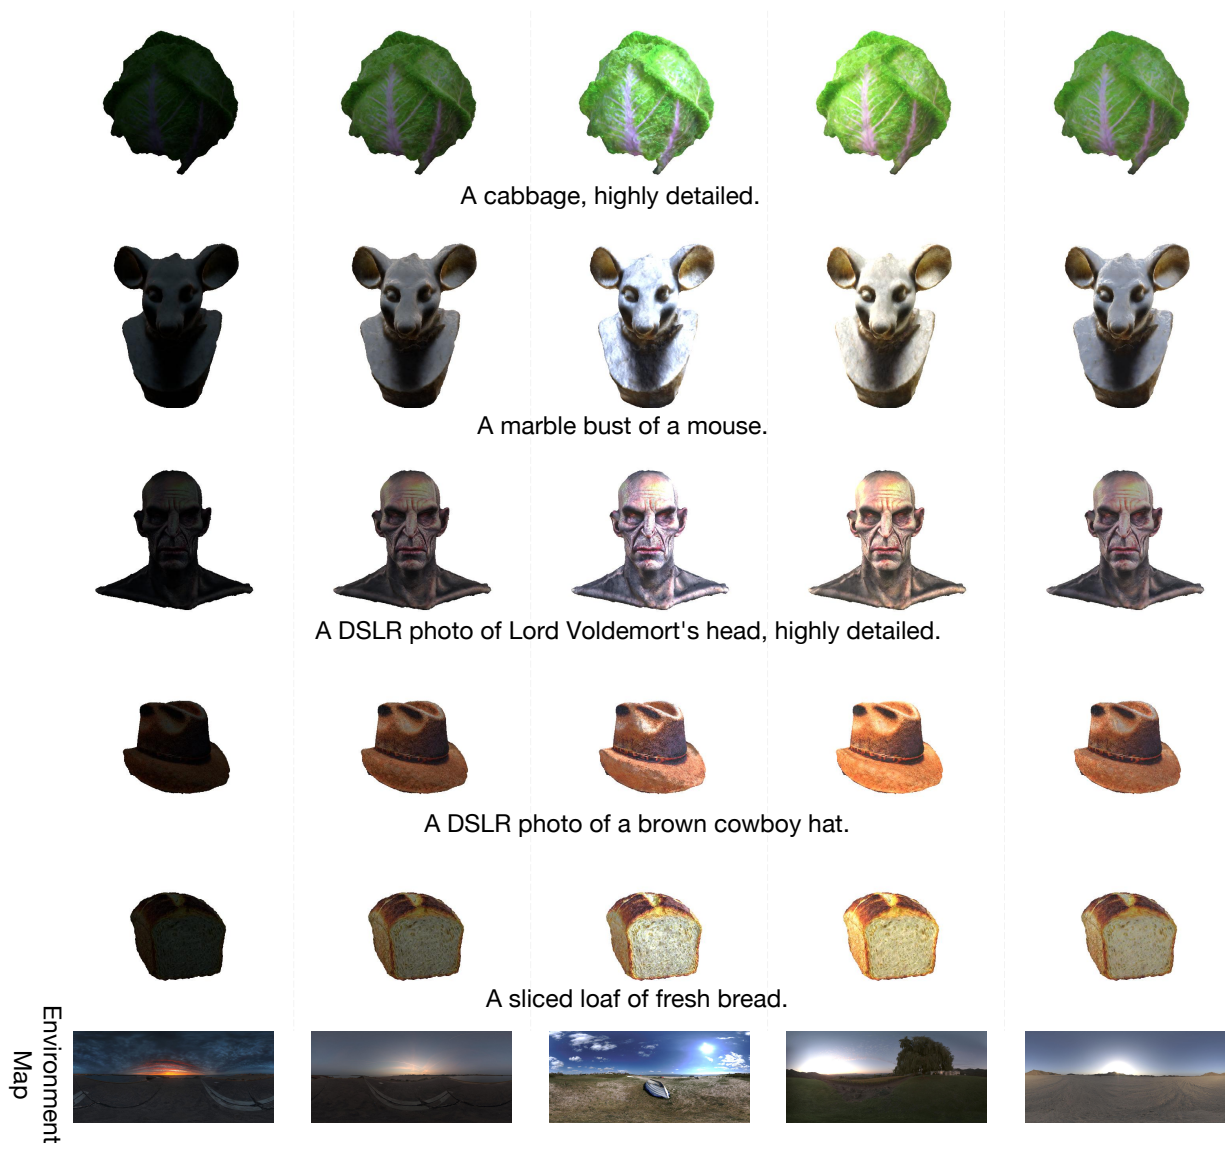 A cabbage, highly detailed.
A marble bust of a mouse.
A DSLR photo of Lord Voldemort's head, highly detailed.
A DSLR photo of a brown cowboy hat.
A sliced loaf of fresh bread.
Environment
Map